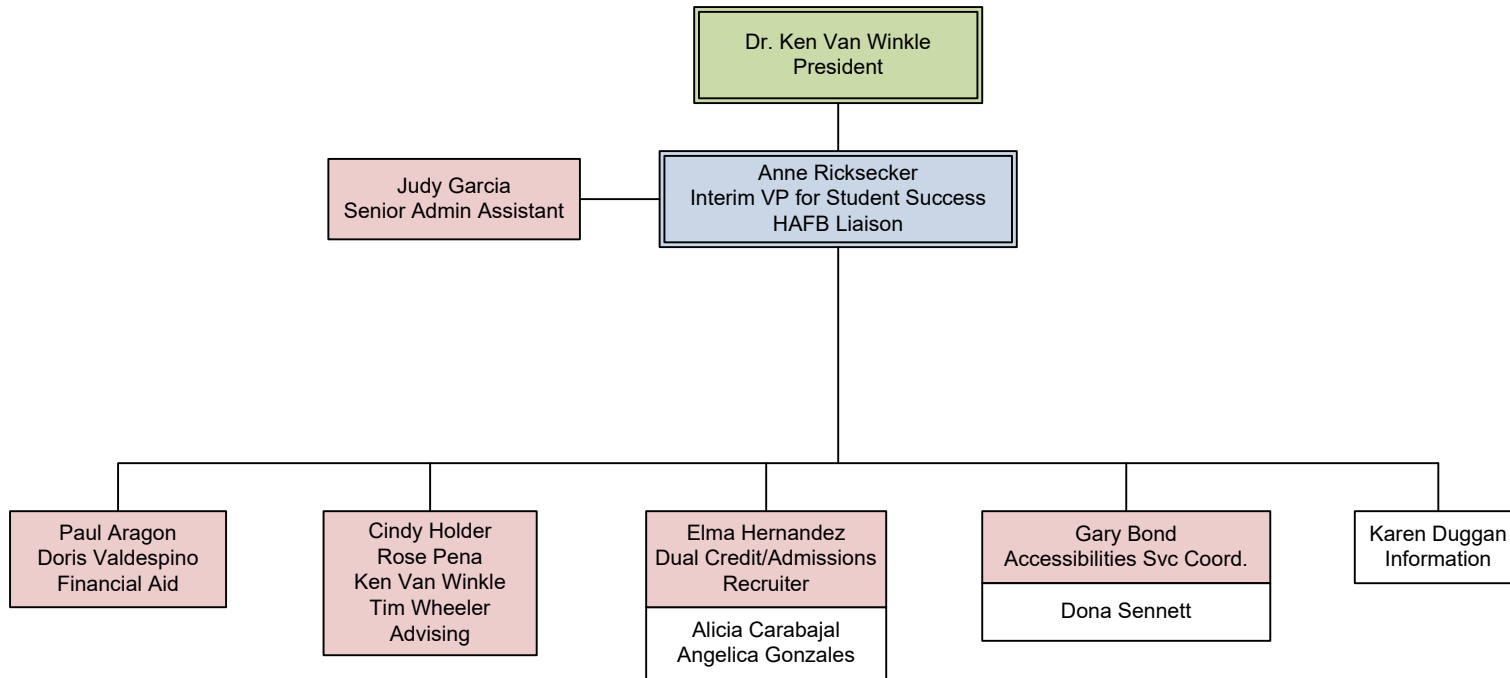 Dr. Ken Van Winkle
President
Judy Garcia
Senior Admin Assistant
Anne Ricksecker
Interim VP for Student Success
HAFB Liaison
Paul Aragon
Doris Valdespino
Financial Aid
Cindy Holder
Rose Pena
Ken Van Winkle
Tim Wheeler
Advising
Elma Hernandez
Dual Credit/Admissions
Recruiter
Alicia Carabajal
Angelica Gonzales
Gary Bond
Accessibilities Svc Coord.
Dona Sennett
Karen Duggan
Information